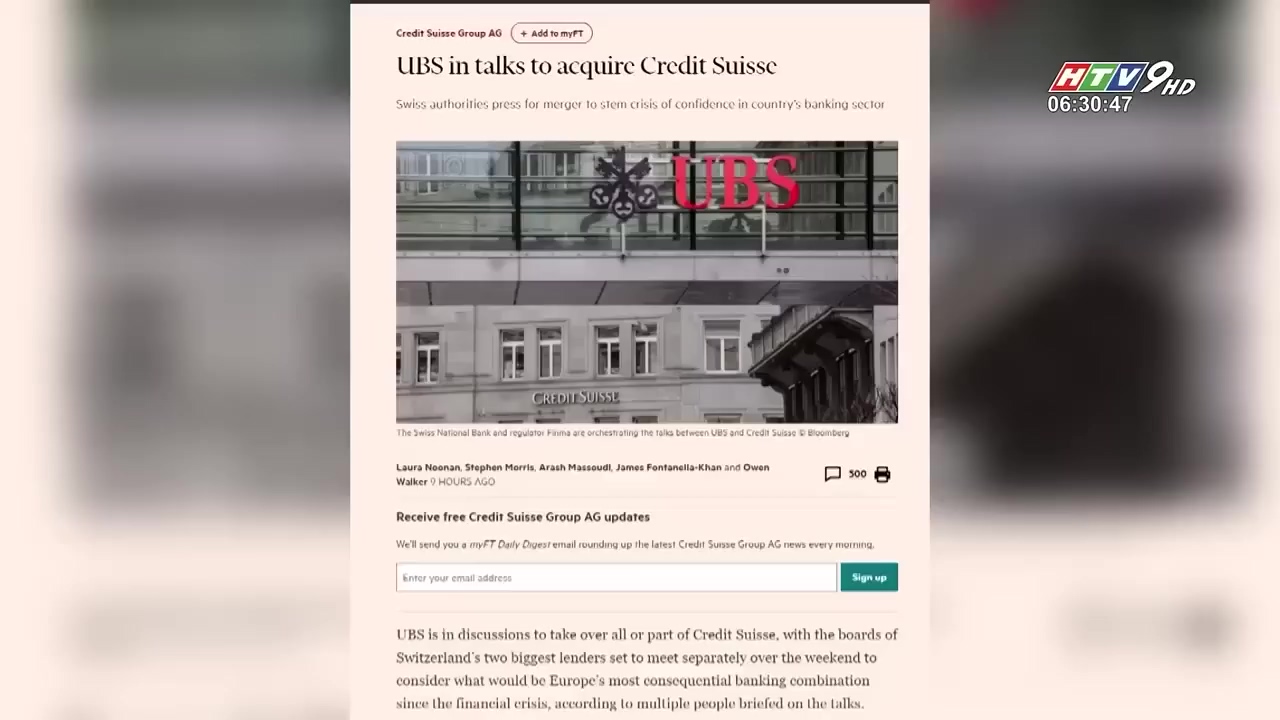 Credit Suisse Group AG + Add to myFT
UBS in talks to acquire Credit Suisse
Swiss authorities press for merger to stem crisis of confidence in country's banking sector
HTV9 HD
06:30:47
UBS
CREDIT SUISSE
The Swiss National Bank and regulator Finma are orchestrating the talks between UBS and Credit Suisse © Bloomberg
Laura Noonan, Stephen Morris, Arash Massoudi, James Fontanella-Khan and Owen
Walker 9 HOURS AGO
500
Receive free Credit Suisse Group AG updates
We'll send you a myFT Daily Digest email rounding up the latest Credit Suisse Group AG news every morning.
Enter your email address
Sign up
UBS is in discussions to take over all or part of Credit Suisse, with the boards of
Switzerland's two biggest lenders set to meet separately over the weekend to
consider what would be Europe's most consequential banking combination
since the financial crisis, according to multiple people briefed on the talks.